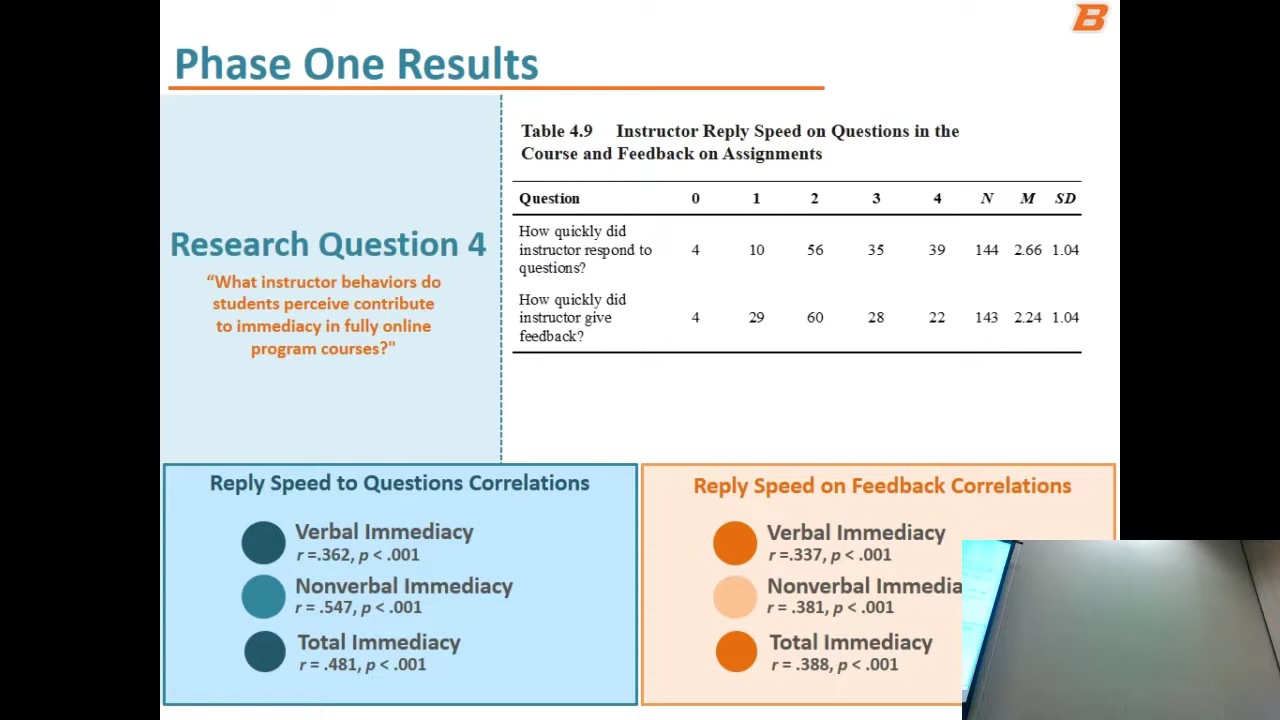 B
Phase One Results
Research Question 4
“What instructor behaviors do
students perceive contribute
to immediacy in fully online
program courses?"
Table 4.9 Instructor Reply Speed on Questions in the
Course and Feedback on Assignments
Question 0 1 2 3 4 N M SD
How quickly did
instructor respond to 4 10 56 35 39 144 2.66 1.04
questions?
How quickly did
instructor give 4 29 60 28 22 143 2.24 1.04
feedback?
Reply Speed to Questions Correlations
Verbal Immediacy
r =.362, p < .001
Nonverbal Immediacy
r = .547, p < .001
Total Immediacy
r = .481, p < .001
Reply Speed on Feedback Correlations
Verbal Immediacy
r =.337, p < .001
Nonverbal Immedia
r = .381, p < .001
Total Immediacy
r = .388, p < .001